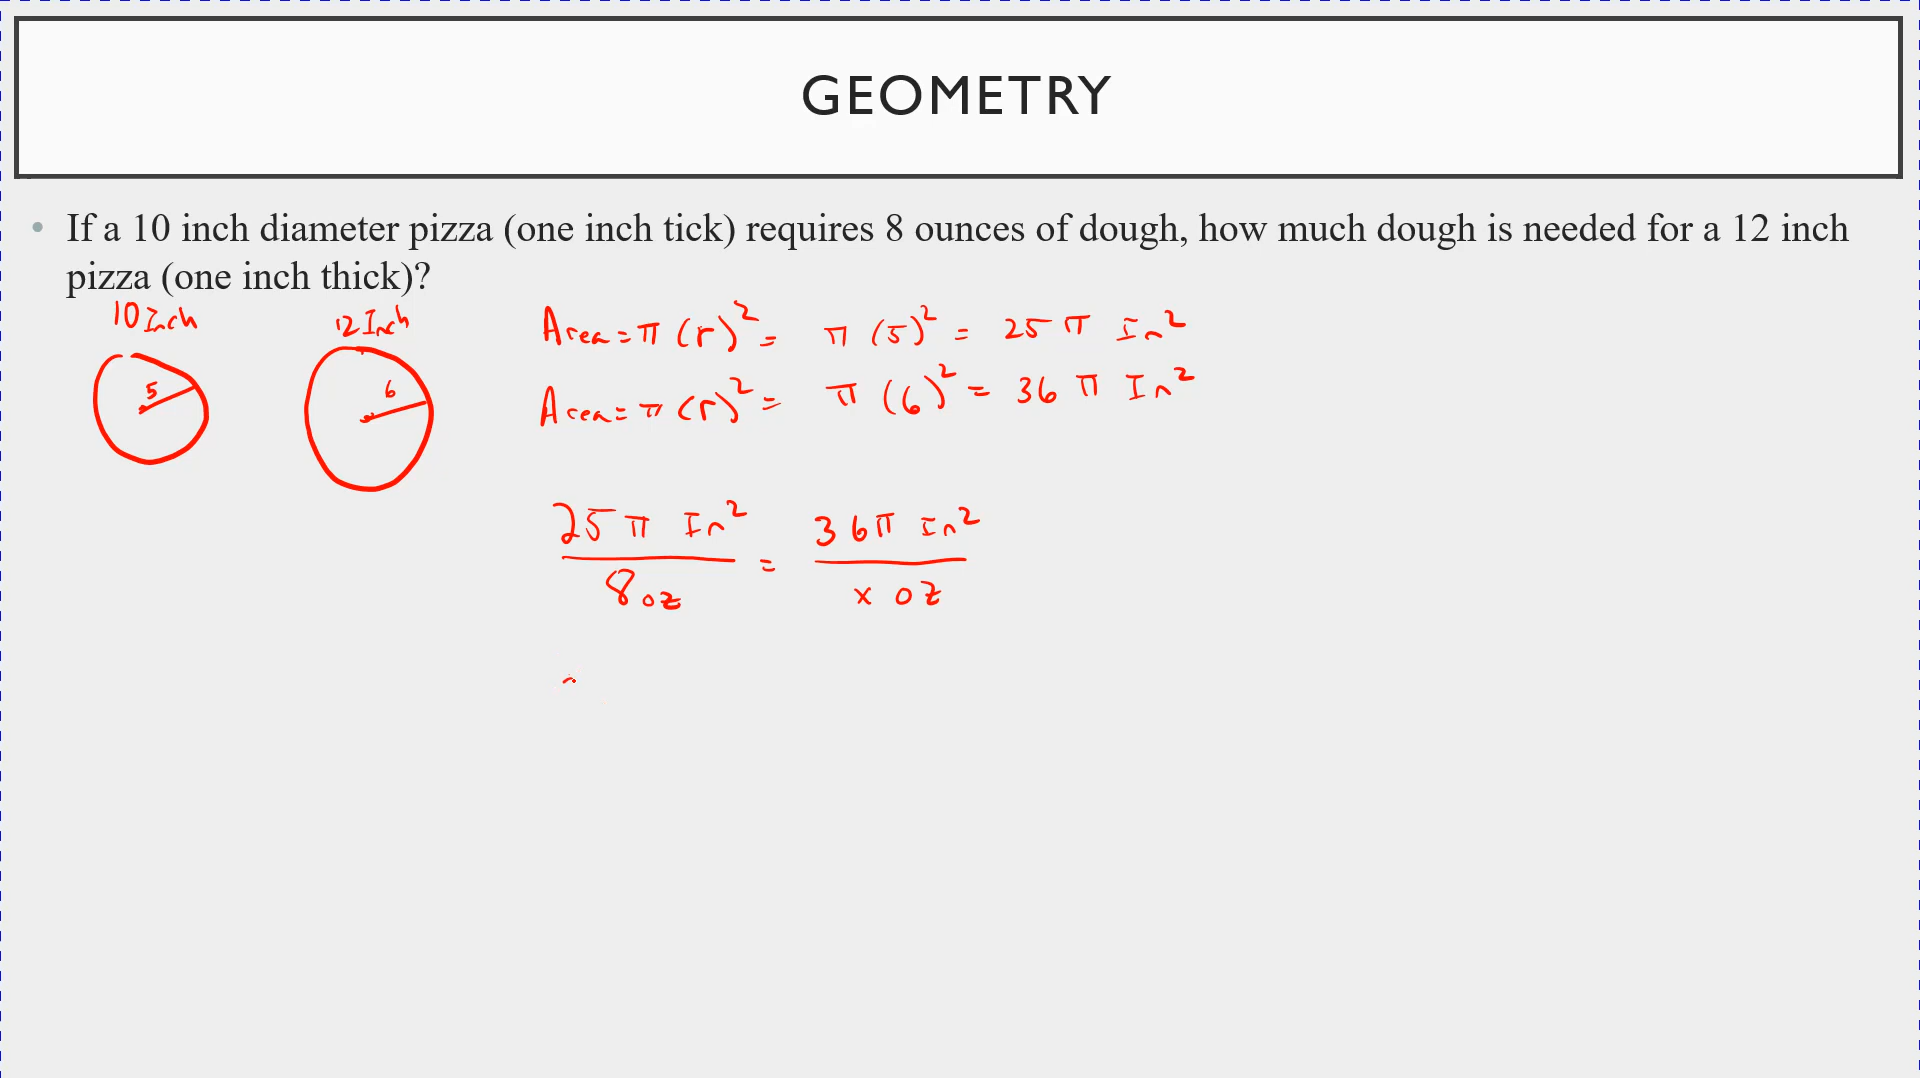 GEOMETRY
• If a 10 inch diameter pizza (one inch tick) requires 8 ounces of dough, how much dough is needed for a 12 inch
pizza (one inch thick)?
10 Inch
12 Inch
5
6
Area = π (r)² = π (5)² = 25 π In²
Area = π (r)² = π (6)² = 36 π In²
25 π In² / 8 oz = 36 π In² / x oz